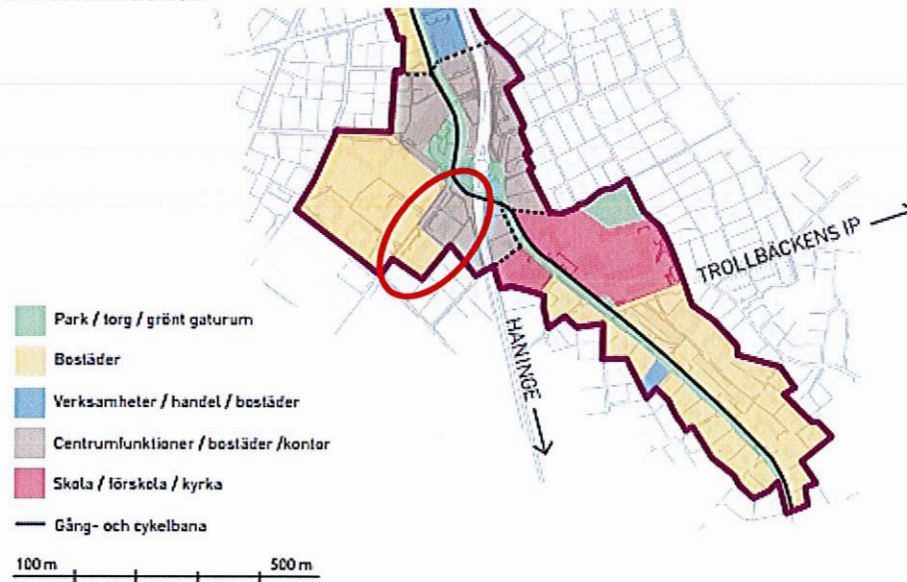 TROLLBÄCKENS IP
HANINGE
Park / torg / grönt gaturum
Bostäder
Verksamheter / handel / bostäder
Centrumfunktioner / bostäder /kontor
Skola / förskola / kyrka
Gång- och cykelbana
100 m 500 m